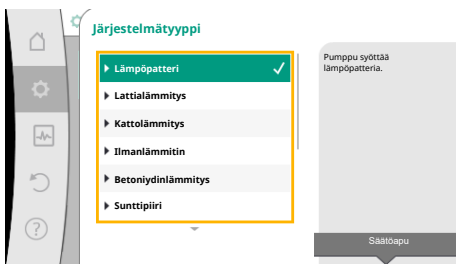 Järjestelmätyyppi
Lämpöpatteri
Lattialämmitys
Kattolämmitys
Ilmanlämmitin
Betoniydinlämmitys
Sunttipiiri
Pumppu syöttää
lämpöpatteria.
Säätöapu